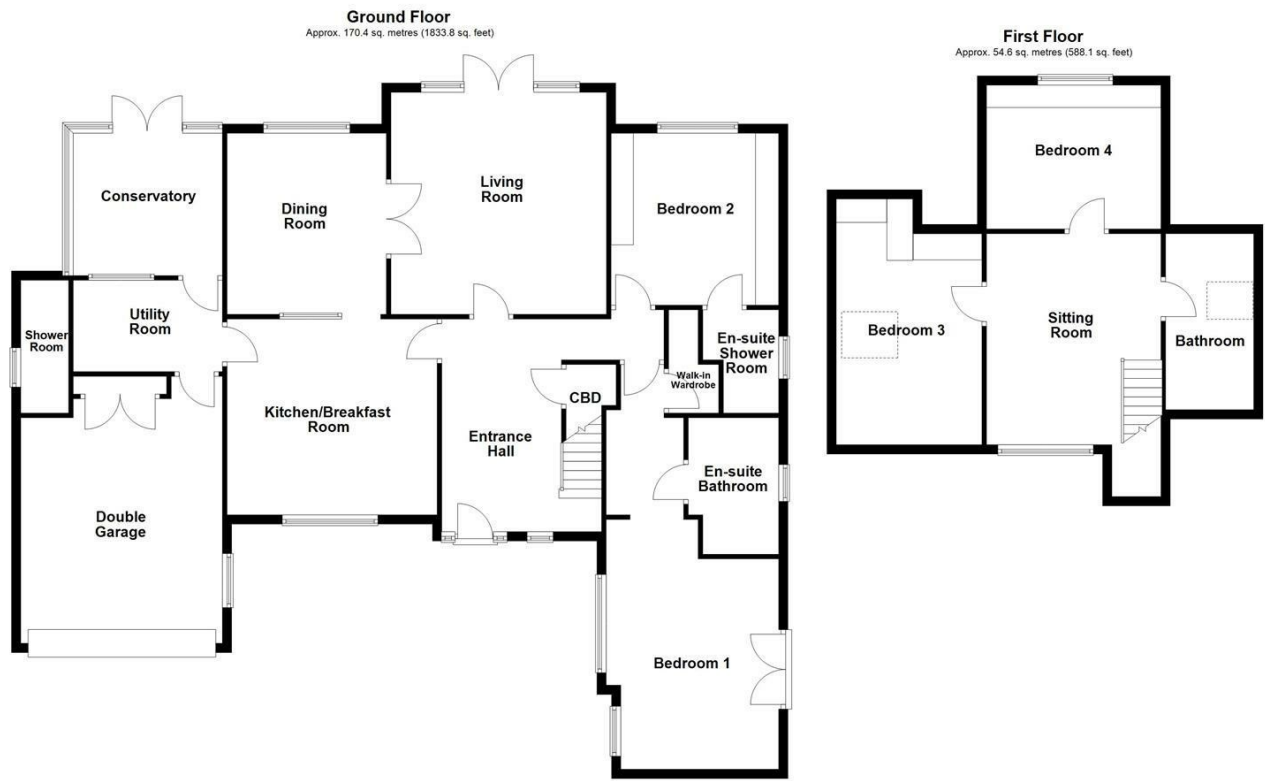 Ground Floor
Approx. 170.4 sq. metres (1833.8 sq. feet)
First Floor
Approx. 54.6 sq. metres (588.1 sq. feet)
Conservatory
Dining
Room
Living
Room
Bedroom 2
Utility
Room
Shower
Room
Kitchen/Breakfast
Room
Entrance
Hall
CBD
Walk-in
Wardrobe
En-suite
Shower
Room
En-suite
Bathroom
Double
Garage
Bedroom 1
Bedroom 4
Bedroom 3
Sitting
Room
Bathroom